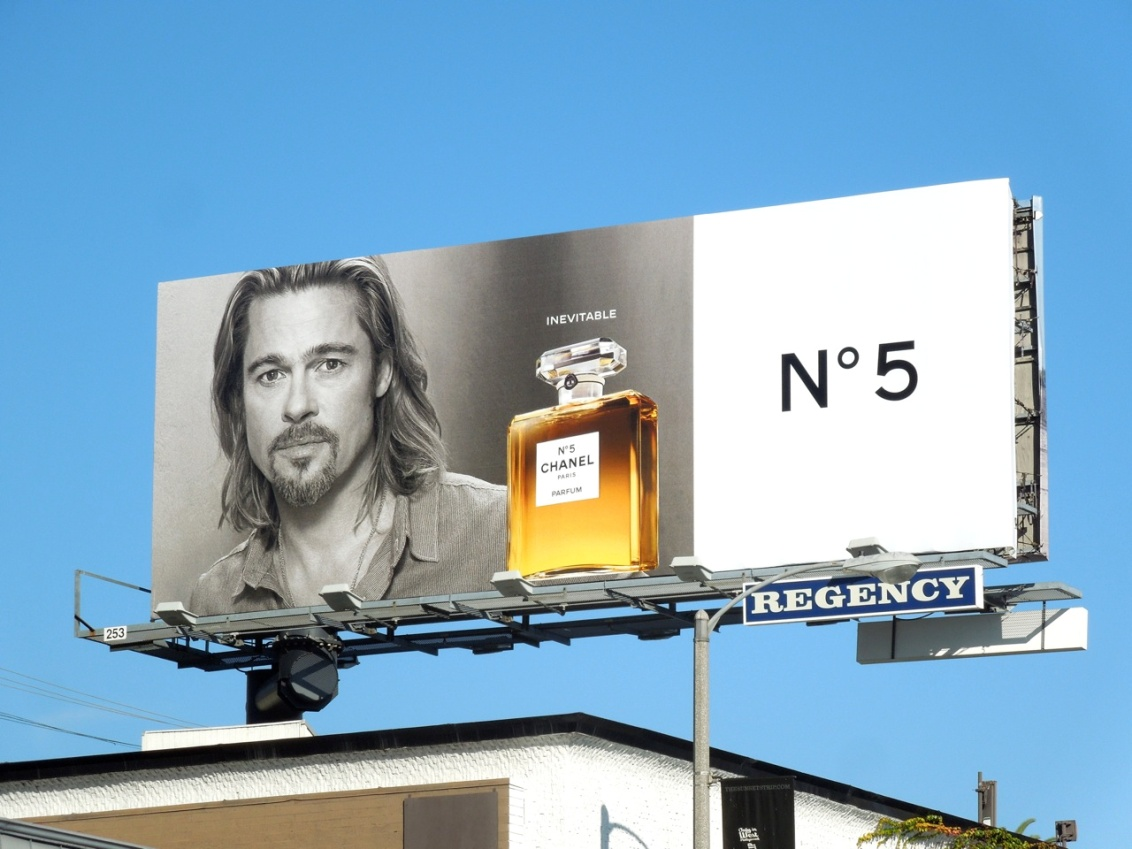 INEVITABLE
N°5
CHANEL
PARIS
PARFUM
N°5
REGENCY
253